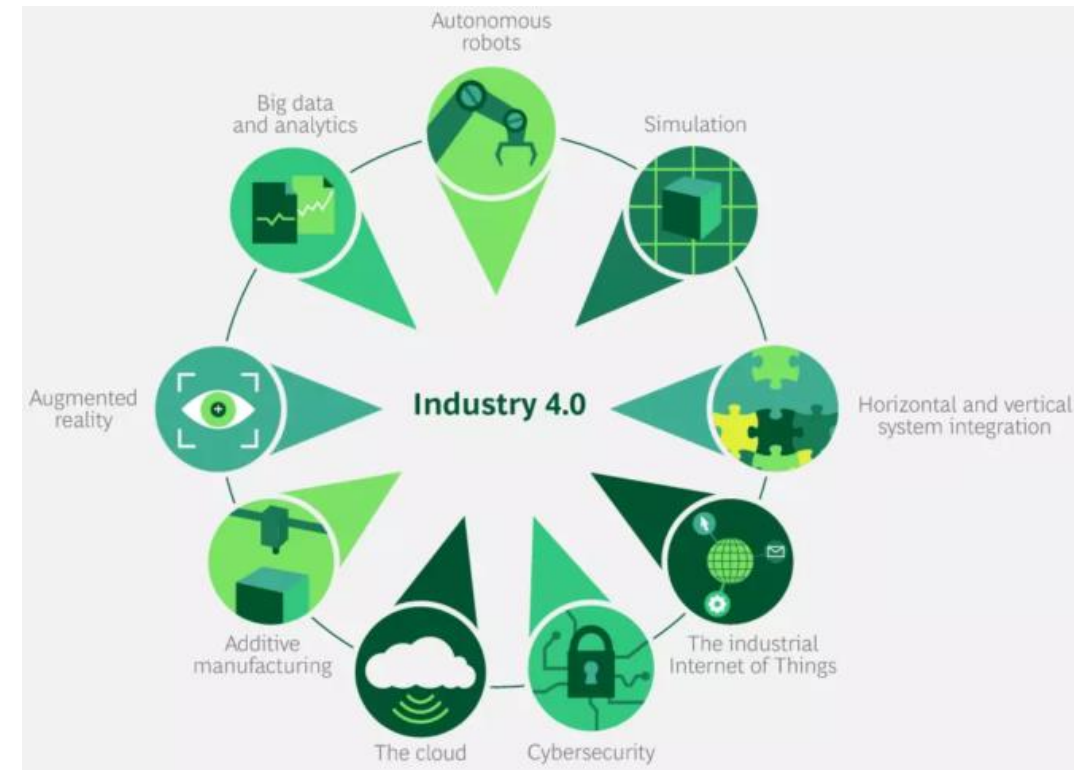 Autonomous
robots
Big data
and analytics
Simulation
Augmented
reality
Industry 4.0
Horizontal and vertical
system integration
Additive
manufacturing
The industrial
Internet of Things
The cloud
Cybersecurity